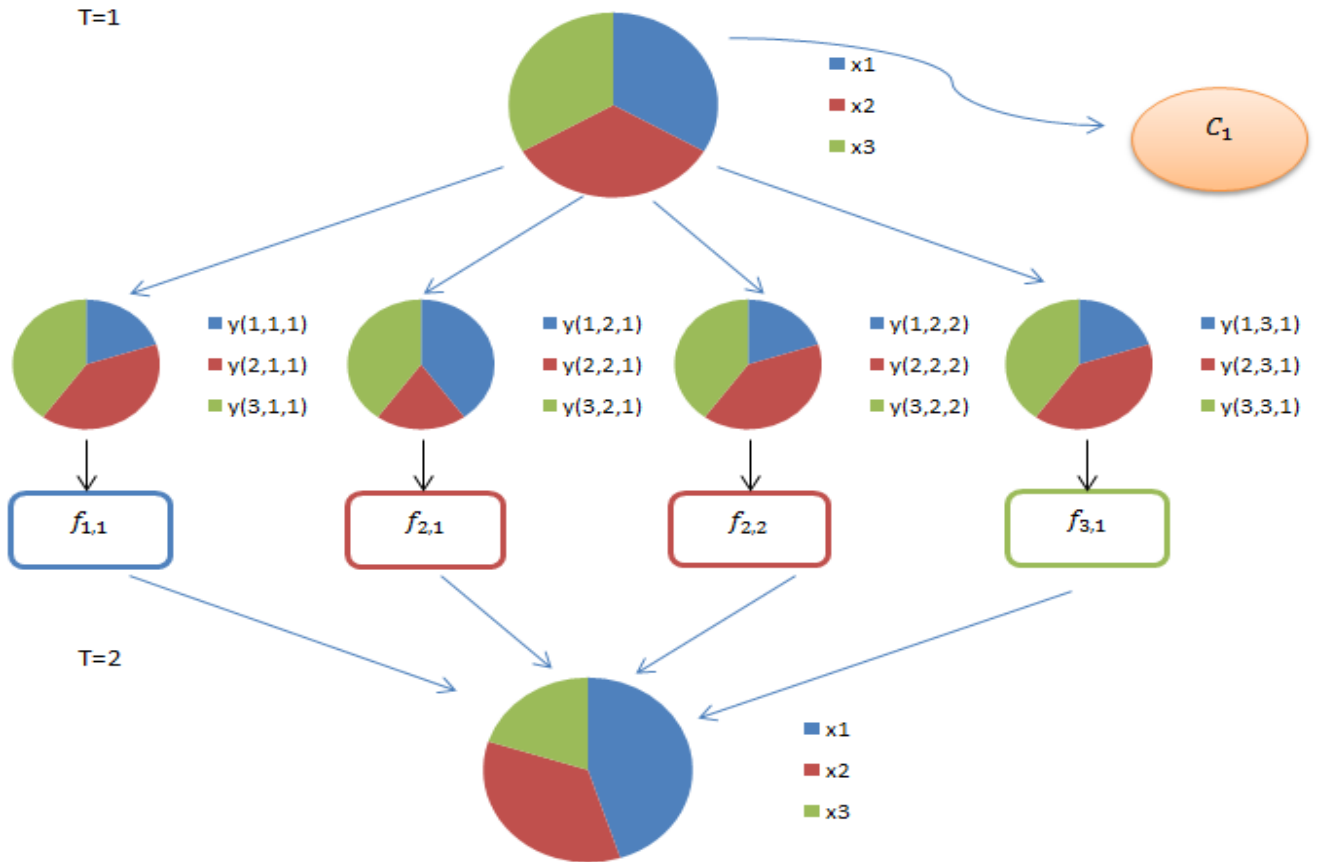 T=1
x1
x2
x3
C₁
y(1,1,1)
y(2,1,1)
y(3,1,1)
y(1,2,1)
y(2,2,1)
y(3,2,1)
y(1,2,2)
y(2,2,2)
y(3,2,2)
y(1,3,1)
y(2,3,1)
y(3,3,1)
f₁,₁
f₂,₁
f₂,₂
f₃,₁
T=2
x1
x2
x3